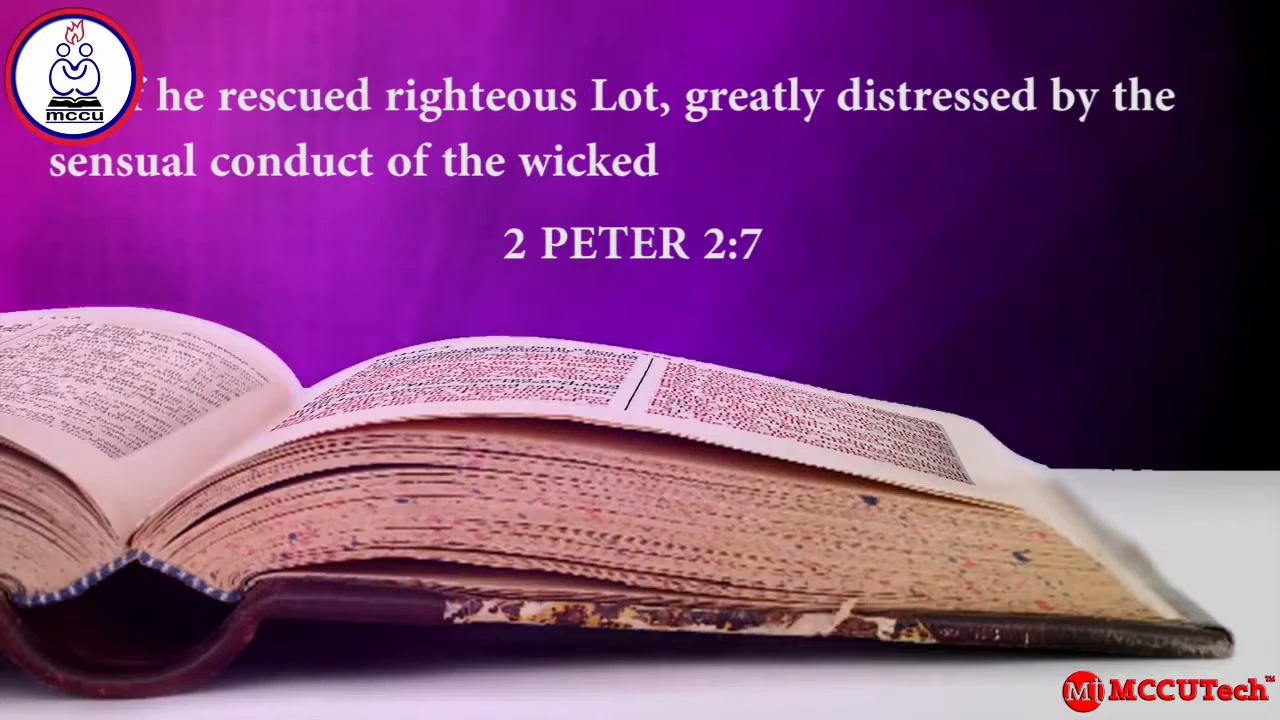 he rescued righteous Lot, greatly distressed by the
sensual conduct of the wicked
2 PETER 2:7
mccu
MCCUTech™